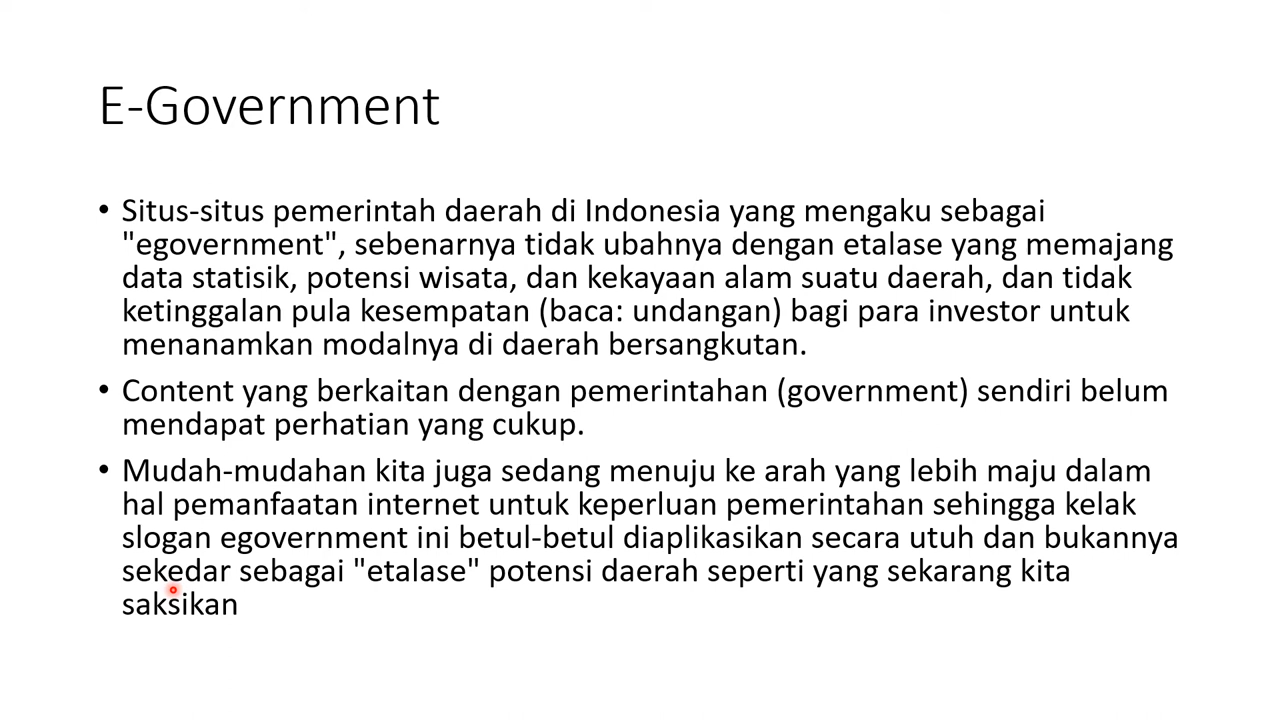 E-Government
• Situs-situs pemerintah daerah di Indonesia yang mengaku sebagai
"egovernment", sebenarnya tidak ubahnya dengan etalase yang memajang
data statisik, potensi wisata, dan kekayaan alam suatu daerah, dan tidak
ketinggalan pula kesempatan (baca: undangan) bagi para investor untuk
menanamkan modalnya di daerah bersangkutan.
• Content yang berkaitan dengan pemerintahan (government) sendiri belum
mendapat perhatian yang cukup.
• Mudah-mudahan kita juga sedang menuju ke arah yang lebih maju dalam
hal pemanfaatan internet untuk keperluan pemerintahan sehingga kelak
slogan egovernment ini betul-betul diaplikasikan secara utuh dan bukannya
sekedar sebagai "etalase" potensi daerah seperti yang sekarang kita
saksikan